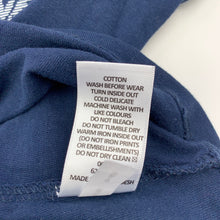 COTTON
WASH BEFORE WEAR
TURN INSIDE OUT
COLD DELICATE
MACHINE WASH WITH
LIKE COLOURS
DO NOT BLEACH
DO NOT TUMBLE DRY
WARM IRON INSIDE OUT
(DO NOT IRON PRINTS
OR EMBELLISHMENTS)
DO NOT DRY CLEAN
MADE